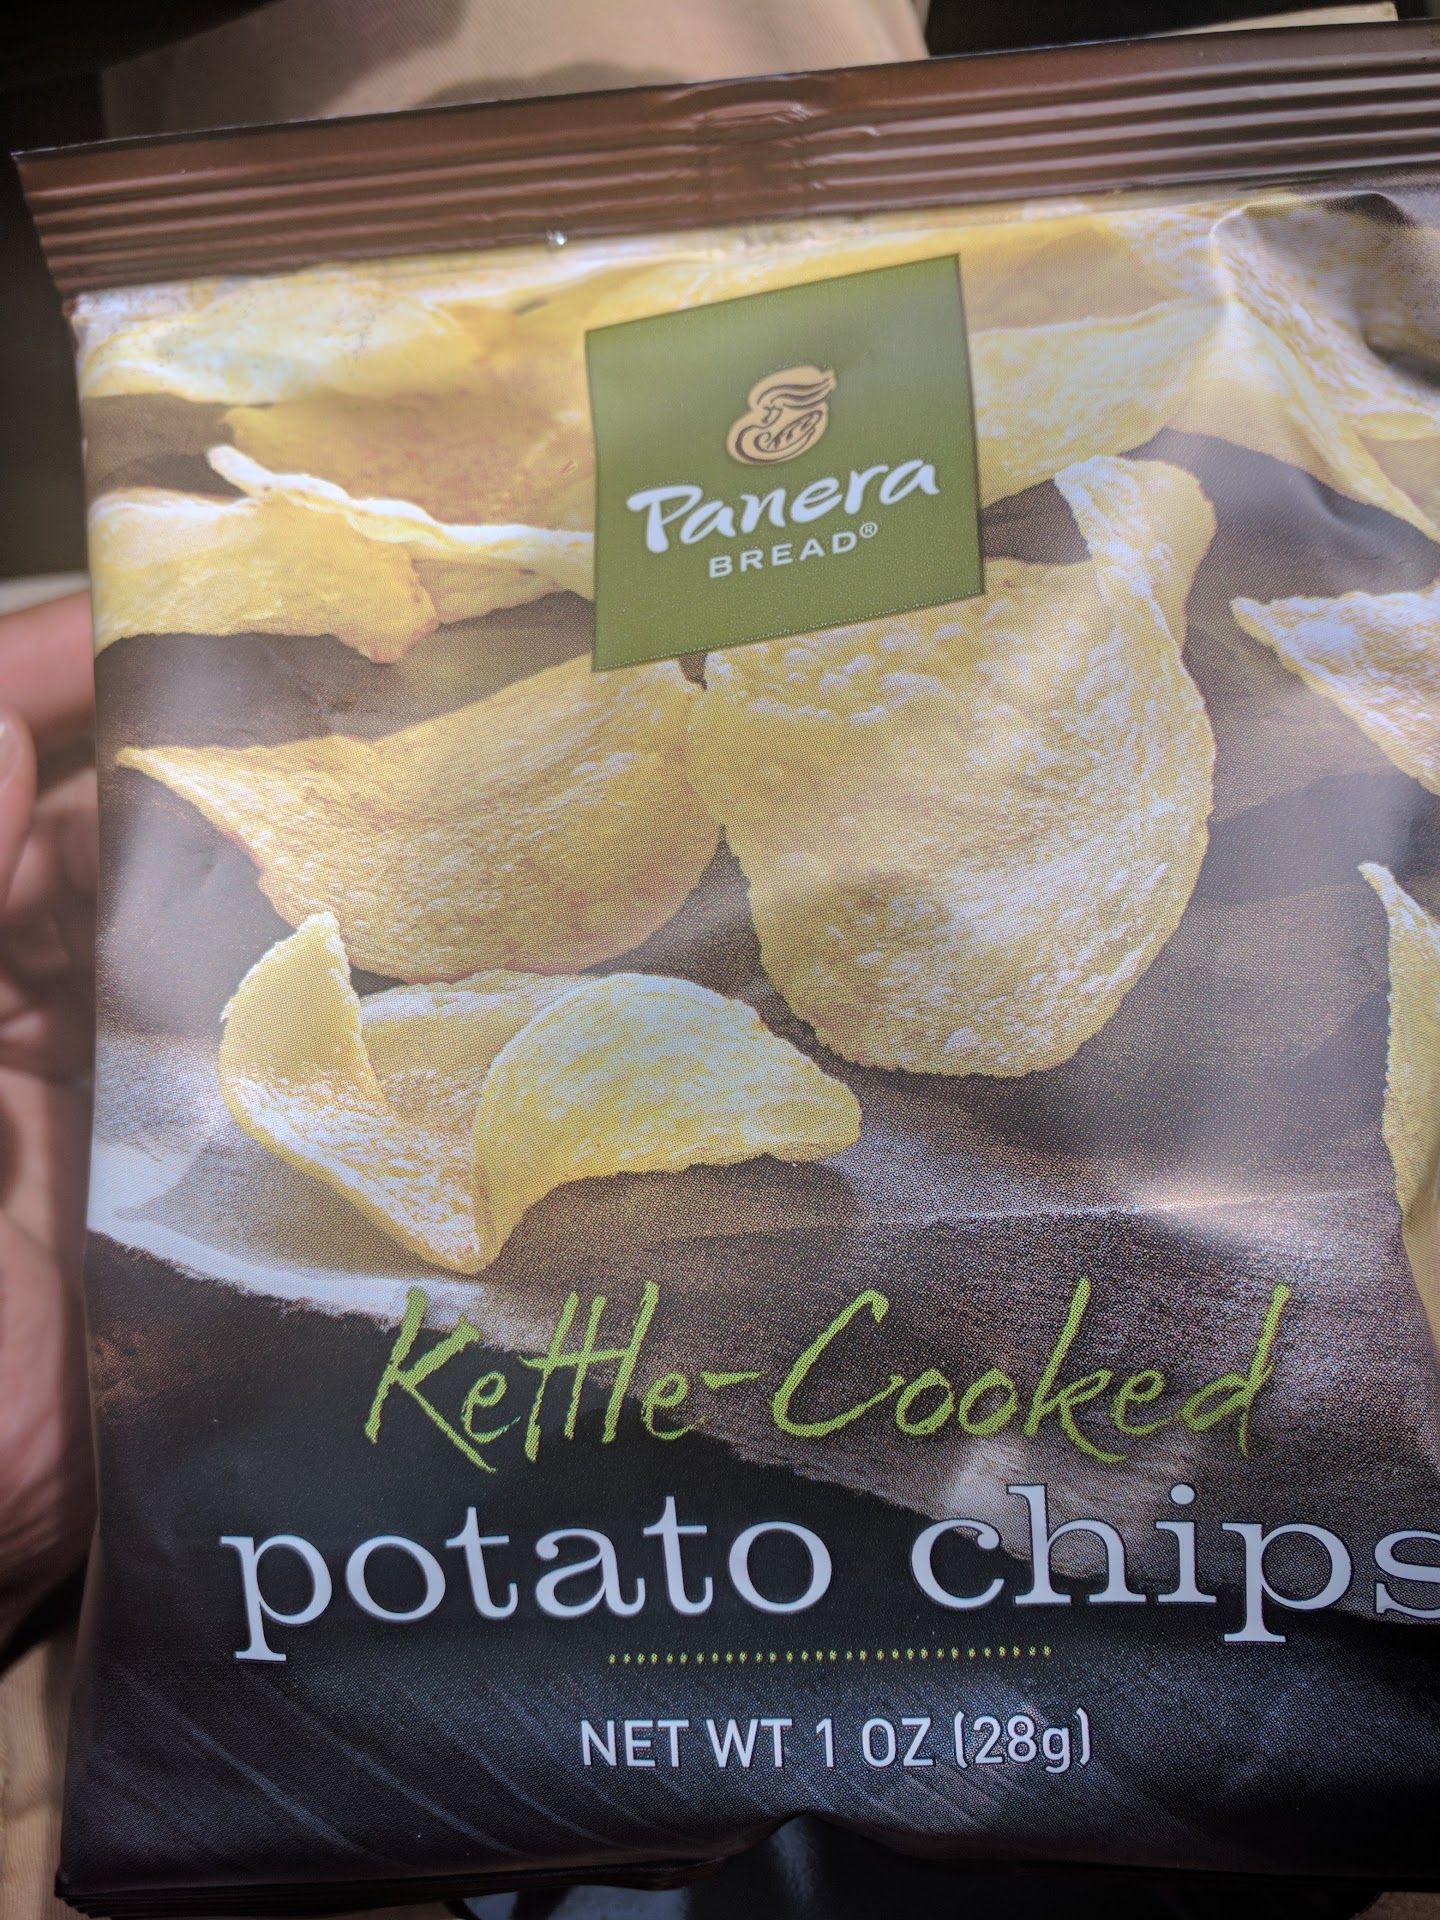 Panera
BREAD®
Kettle-Cooked
potato chips
NET WT 1 OZ (28g)